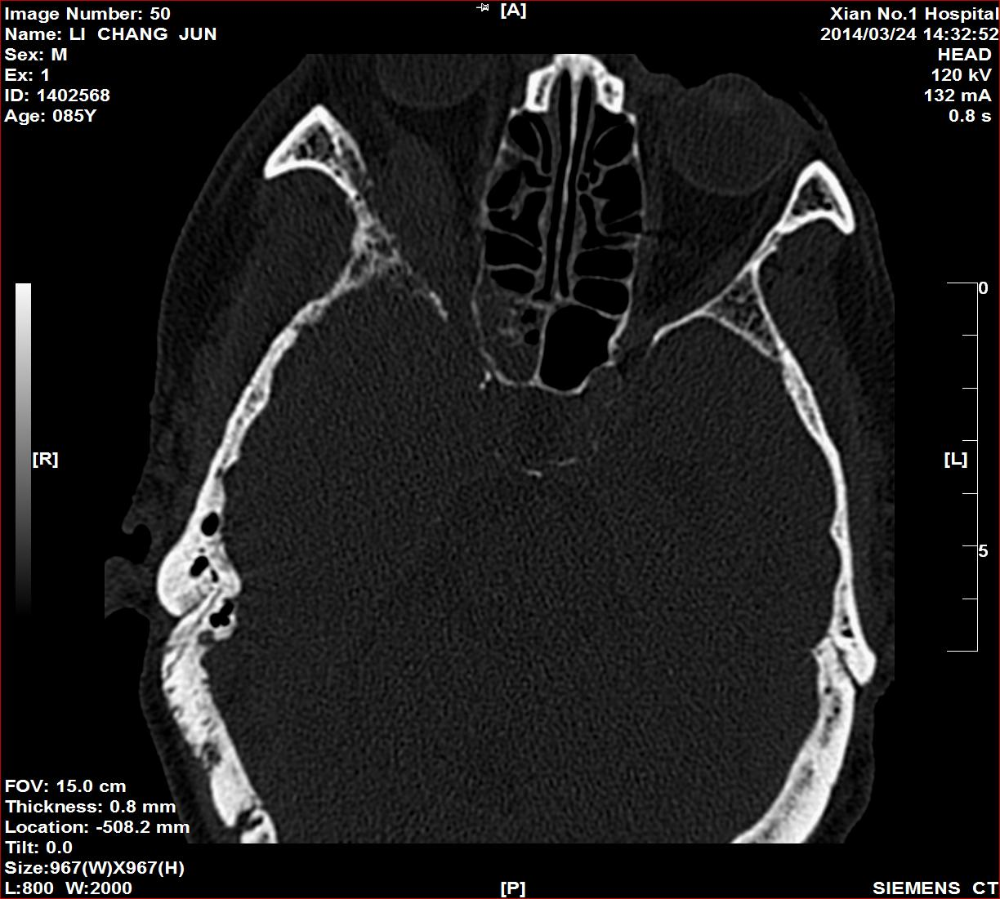 Image Number: 50
Name: LI CHANG JUN
Sex: M
Ex: 1
ID: 1402568
Age: 085Y
[A]
Xian No.1 Hospital
2014/03/24 14:32:52
HEAD
120 kV
132 mA
0.8 s
0
[R]
[L]
5
FOV: 15.0 cm
Thickness: 0.8 mm
Location: -508.2 mm
Tilt: 0.0
Size:967(W)X967(H)
L:800 W:2000
[P]
SIEMENS CT